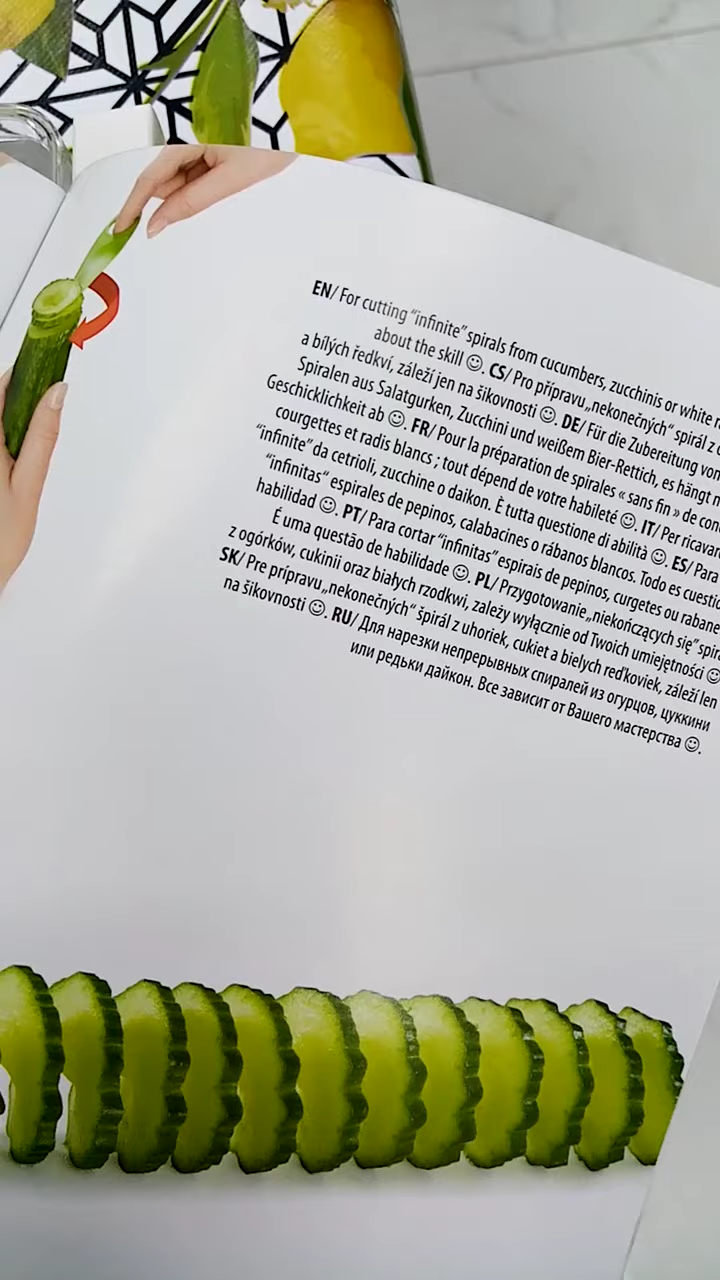 EN/ For cutting “infinite” spirals from cucumbers, zucchinis or white
about the skill ☺. CS/ Pro přípravu „nekonečných“ spirál z
a bílých ředkví, záleží jen na šikovnosti ☺. DE/ Für die Zubereitung von
Spiralen aus Salatgurken, Zucchini und weißem Bier-Rettich, es hängt
Geschicklichkeit ab ☺. FR/ Pour la préparation de spirales « sans fin » de
courgettes et radis blancs ; tout dépend de votre habileté ☺. IT/ Per ricavare
“infinite” da cetrioli, zucchine o daikon. È tutta questione di abilità ☺. ES/ Para
“infinitas” espirales de pepinos, calabacines o rábanos blancos. Todo es
habilidad ☺. PT/ Para cortar “infinitas” espirais de pepinos, curgetes ou
É uma questão de habilidade ☺. PL/ Przygotowanie „niekończących się”
z ogórków, cukinii oraz białych rzodkwi, zależy wyłącznie od Twoich umiejętności ☺
SK/ Pre prípravu „nekonečných“ špirál z uhoriek, cukiet a bielych reďkoviek, záleží len
na šikovnosti ☺. RU/ Для нарезки непрерывных спиралей из огурцов, цуккини
или редьки дайкон. Все зависит от Вашего мастерства ☺.